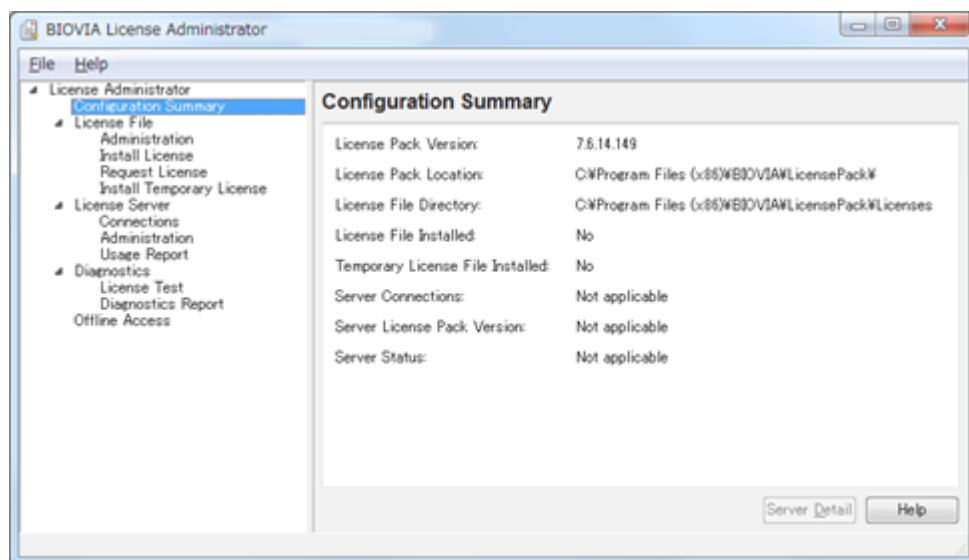 BIOVIA License Administrator
File Help
License Administrator
Configuration Summary
License File
Administration
Install License
Request License
Install Temporary License
License Server
Connections
Administration
Usage Report
Diagnostics
License Test
Diagnostics Report
Offline Access
Configuration Summary
License Pack Version: 7.6.14.149
License Pack Location: C:¥Program Files (x86)¥BIOVIA¥LicensePack¥
License File Directory: C:¥Program Files (x86)¥BIOVIA¥LicensePack¥Licenses
License File Installed: No
Temporary License File Installed: No
Server Connections: Not applicable
Server License Pack Version: Not applicable
Server Status: Not applicable
Server Detail Help